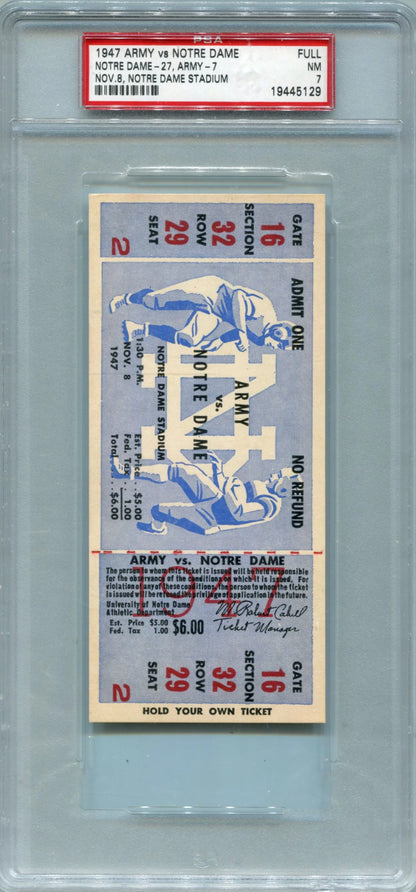 PSA
1947 ARMY vs NOTRE DAME FULL
NOTRE DAME - 27, ARMY - 7 NM
NOV.8, NOTRE DAME STADIUM 7
19445129
GATE 16
SECTION 32
ROW 29
SEAT 2
ADMIT ONE
NO REFUND
ARMY
vs.
NOTRE DAME
NOTRE DAME STADIUM
1:30 P.M.
NOV. 8
1947
Est. Price . $5.00
Fed. Tax . 1.00
Total. . . . $6.00
ARMY vs. NOTRE DAME
The person to whom this ticket is issued will be held responsible
for the observance of the conditions on which it is issued. For
violation of any of these conditions the person to whom the ticket
is issued will be refused the privilege of application in the future.
University of Notre Dame
Athletic Department
Est. Price $5.00
Fed. Tax 1.00
$6.00
M. Robert Cahill
Ticket Manager
1947
GATE 16
SECTION 32
ROW 29
SEAT 2
HOLD YOUR OWN TICKET